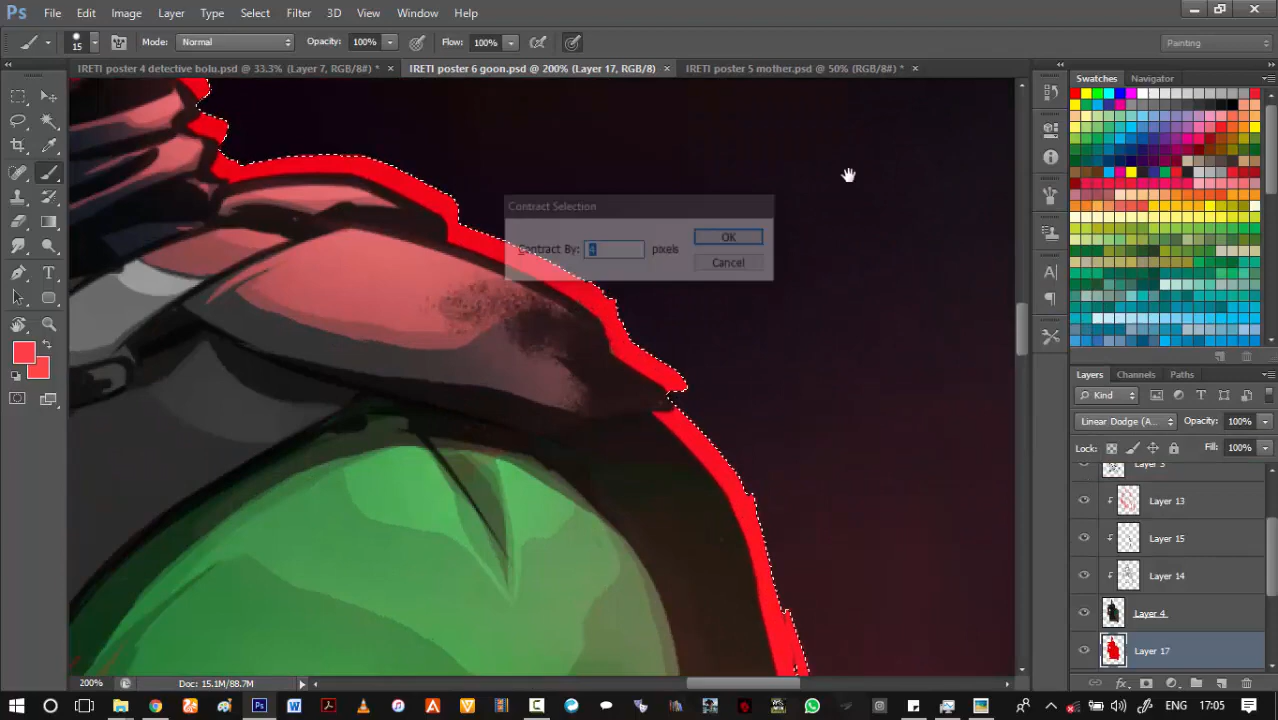 Ps File Edit Image Layer Type Select Filter 3D View Window Help
15 Mode: Normal Opacity: 100% Flow: 100% Painting
IRETI poster 4 detective bolu.psd @ 33.3% (Layer 7, RGB/8#) * × IRETI poster 6 goon.psd @ 200% (Layer 17, RGB/8) × IRETI poster 5 mother.psd @ 50% (RGB/8#) * ×
Swatches Navigator
Contract Selection
Contract By: pixels
OK
Cancel
Layers Channels Paths
Kind
Linear Dodge (A... Opacity: 100%
Lock: Fill: 100%
Layer 3
Layer 13
Layer 15
Layer 14
Layer 4
Layer 17
200% Doc: 15.1M/88.7M
ENG 17:05